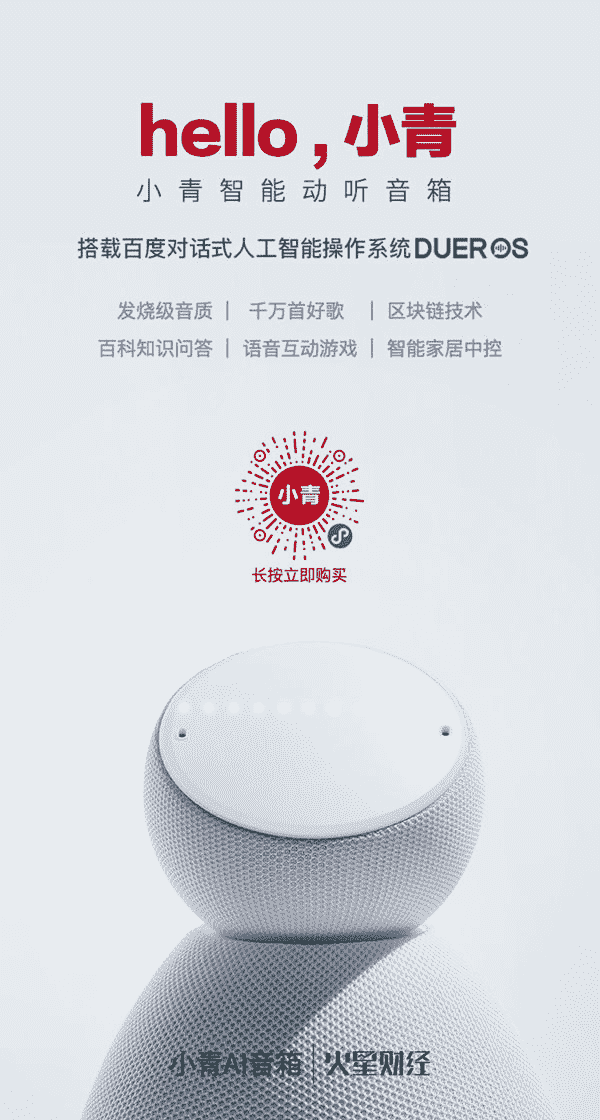 hello,小青
小青智能动听音箱
搭载百度对话式人工智能操作系统DUEROS
发烧级音质 | 千万首好歌 | 区块链技术
百科知识问答 | 语音互动游戏 | 智能家居中控
小青
长按立即购买
小青AI音箱 | 火星财经